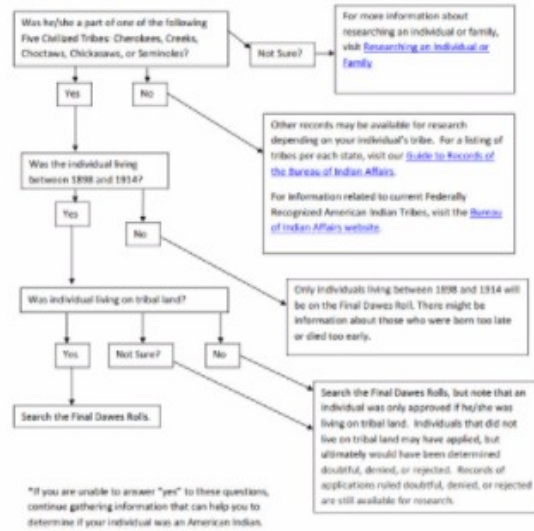 Was he/she a part of one of the following
Five Civilized Tribes: Cherokees, Creeks,
Choctaws, Chickasaws, or Seminoles?
Not Sure?
For more information about
researching an individual or family,
visit Researching an Individual or
Family
Yes
No
Other records may be available for research
depending on your individual's tribe. For a listing of
tribes per each state, visit our Guide to Records of
the Bureau of Indian Affairs.
For information related to current Federally
Recognized American Indian Tribes, visit the Bureau
of Indian Affairs website.
Was the individual living
between 1898 and 1914?
Yes
No
Only individuals living between 1898 and 1914 will
be on the Final Dawes Roll. There might be
information about those who were born too late
or died too early.
Was individual living on tribal land?
Yes
Not Sure?
No
Search the Final Dawes Rolls.
Search the Final Dawes Rolls, but note that an
individual was only approved if he/she was
living on tribal land. Individuals that did not
live on tribal land may have applied, but
ultimately would have been determined
doubtful, denied, or rejected. Records of
applications ruled doubtful, denied, or rejected
are still available for research.
*If you are unable to answer "yes" to these questions,
continue gathering information that can help you to
determine if your individual was an American Indian.